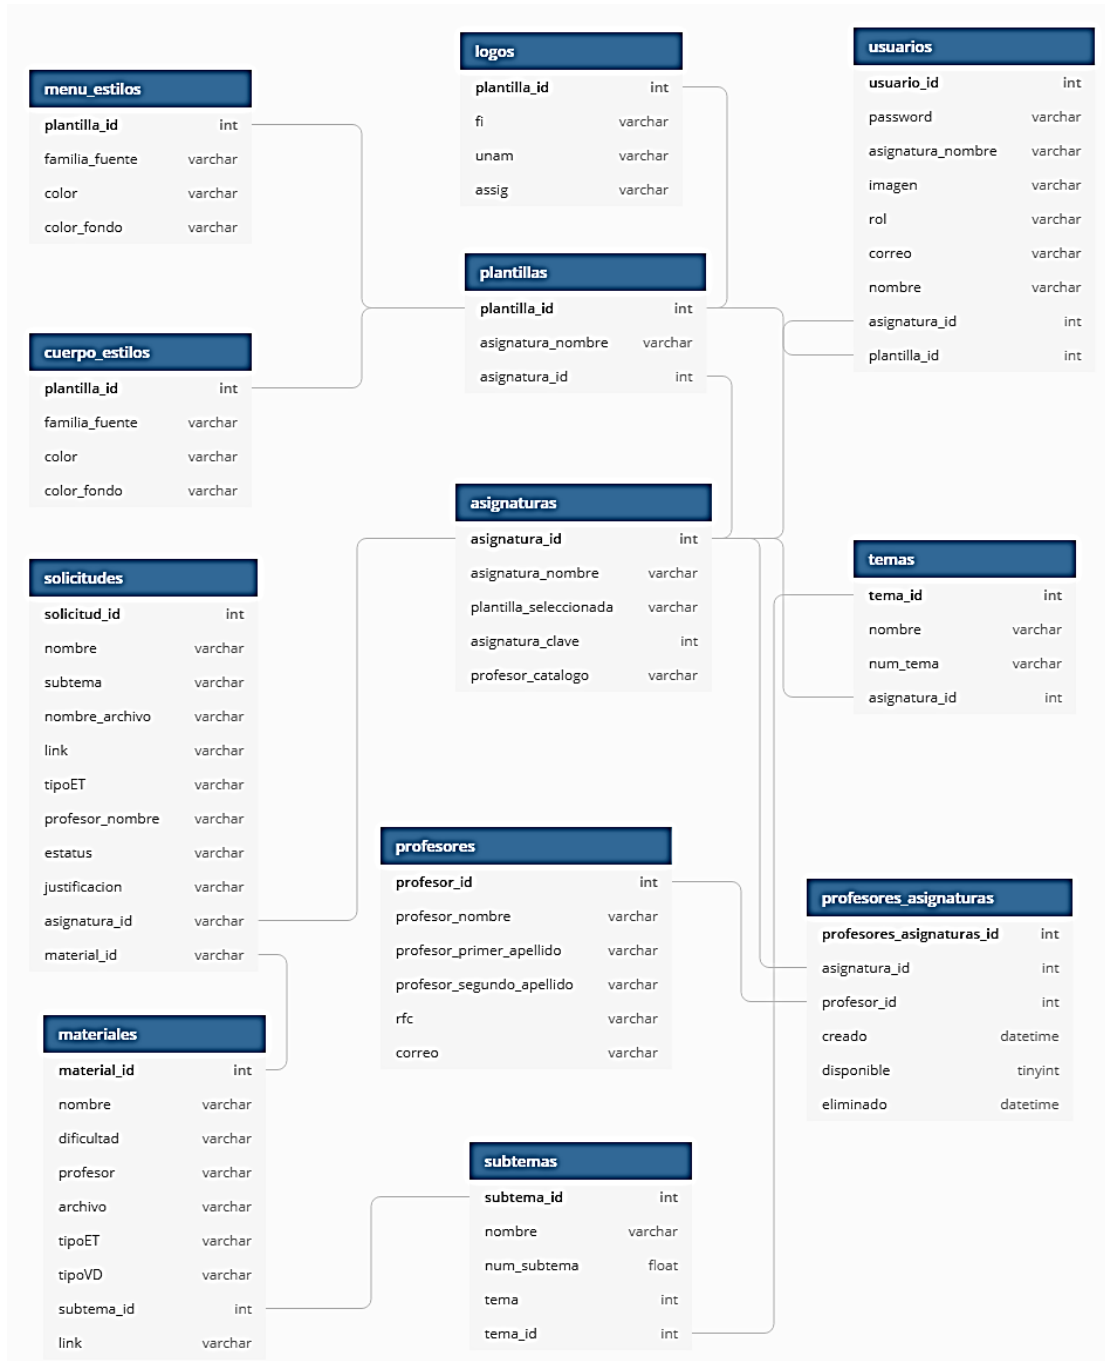 menu_estilos
plantilla_id int
familia_fuente varchar
color varchar
color_fondo varchar
logos
plantilla_id int
fi varchar
unam varchar
assig varchar
usuarios
usuario_id int
password varchar
asignatura_nombre varchar
imagen varchar
rol varchar
correo varchar
nombre varchar
asignatura_id int
plantilla_id int
plantillas
plantilla_id int
asignatura_nombre varchar
asignatura_id int
cuerpo_estilos
plantilla_id int
familia_fuente varchar
color varchar
color_fondo varchar
asignaturas
asignatura_id int
asignatura_nombre varchar
plantilla_seleccionada varchar
asignatura_clave int
profesor_catalogo varchar
temas
tema_id int
nombre varchar
num_tema varchar
asignatura_id int
solicitudes
solicitud_id int
nombre varchar
subtema varchar
nombre_archivo varchar
link varchar
tipoET varchar
profesor_nombre varchar
estatus varchar
justificacion varchar
asignatura_id varchar
material_id varchar
profesores
profesor_id int
profesor_nombre varchar
profesor_primer_apellido varchar
profesor_segundo_apellido varchar
rfc varchar
correo varchar
profesores_asignaturas
profesores_asignaturas_id int
asignatura_id int
profesor_id int
creado datetime
disponible tinyint
eliminado datetime
materiales
material_id int
nombre varchar
dificultad varchar
profesor varchar
archivo varchar
tipoET varchar
tipoVD varchar
subtema_id int
link varchar
subtemas
subtema_id int
nombre varchar
num_subtema float
tema int
tema_id int